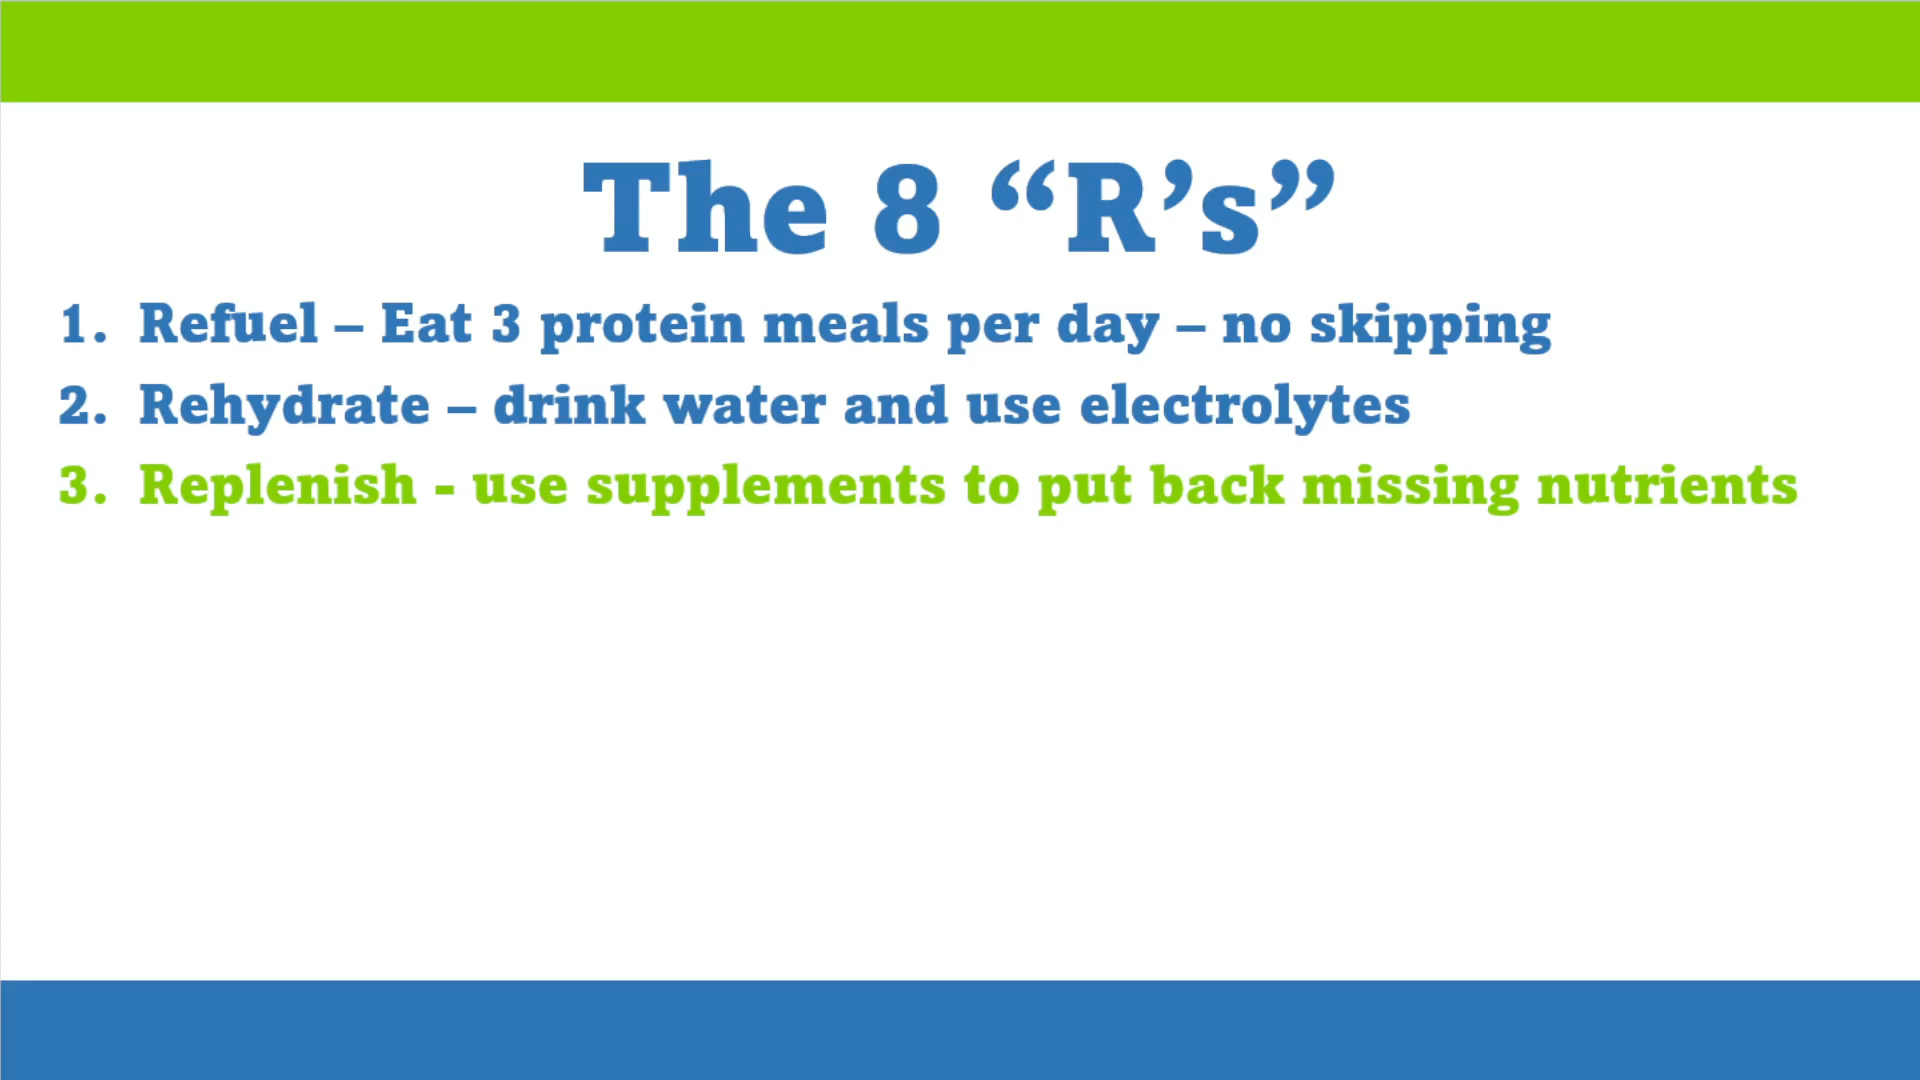 The 8 “R’s”
1. Refuel – Eat 3 protein meals per day – no skipping
2. Rehydrate – drink water and use electrolytes
3. Replenish - use supplements to put back missing nutrients